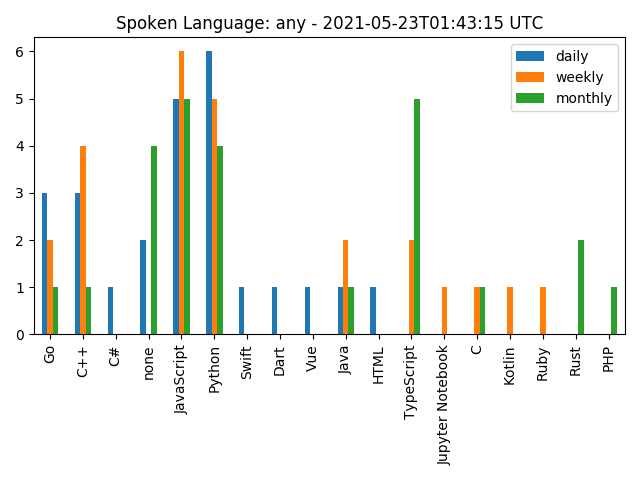 Spoken Language: any - 2021-05-23T01:43:15 UTC
daily
weekly
monthly
6
5
4
3
2
1
0
Go
C++
C#
none
JavaScript
Python
Swift
Dart
Vue
Java
HTML
TypeScript
Jupyter Notebook
C
Kotlin
Ruby
Rust
PHP